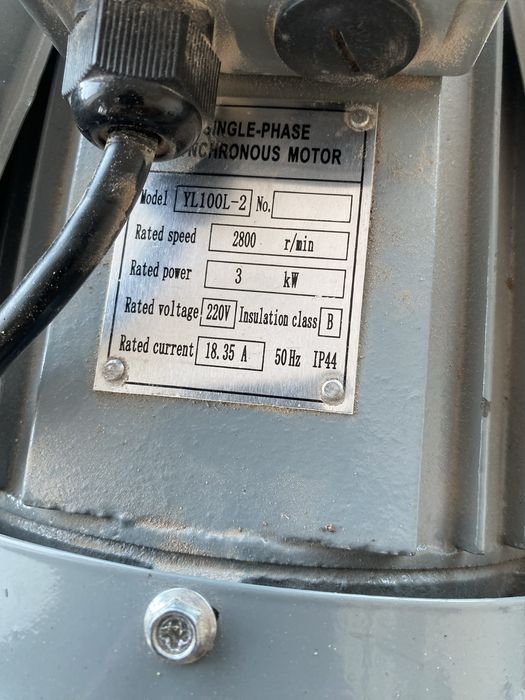 SINGLE-PHASE
NCHRONOUS MOTOR
Model YL100L-2 No.
Rated speed 2800 r/min
Rated power 3 kW
Rated voltage 220V Insulation class B
Rated current 18.35 A 50Hz IP44